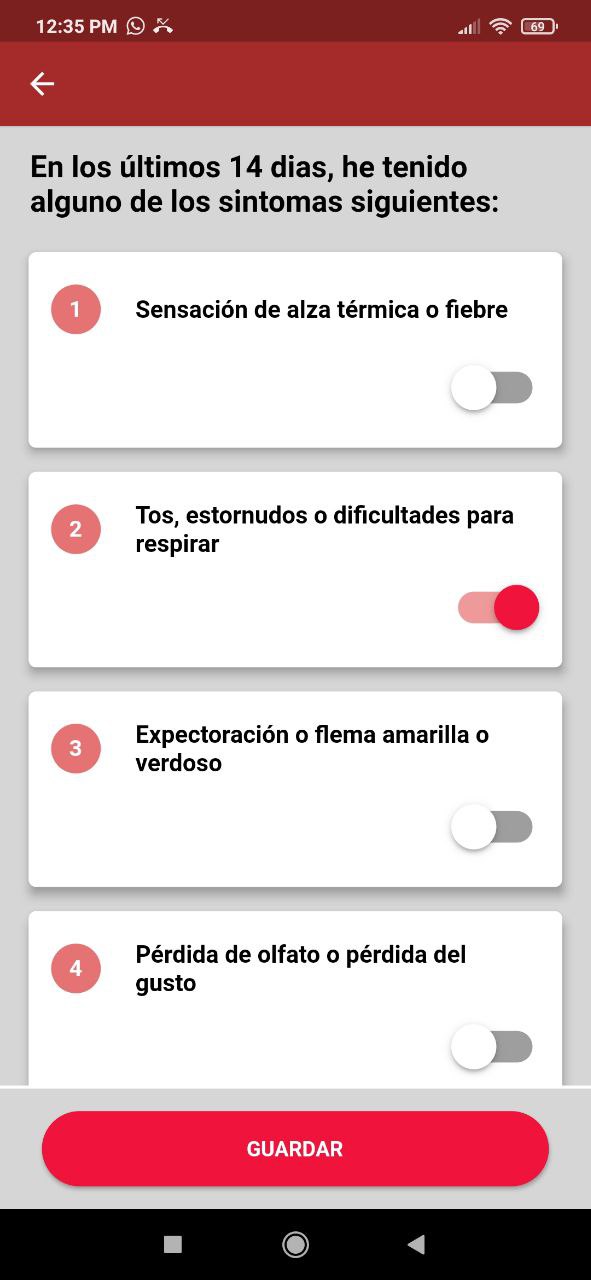 12:35 PM
69
En los últimos 14 dias, he tenido
alguno de los sintomas siguientes:
1
Sensación de alza térmica o fiebre
2
Tos, estornudos o dificultades para
respirar
3
Expectoración o flema amarilla o
verdoso
4
Pérdida de olfato o pérdida del
gusto
GUARDAR